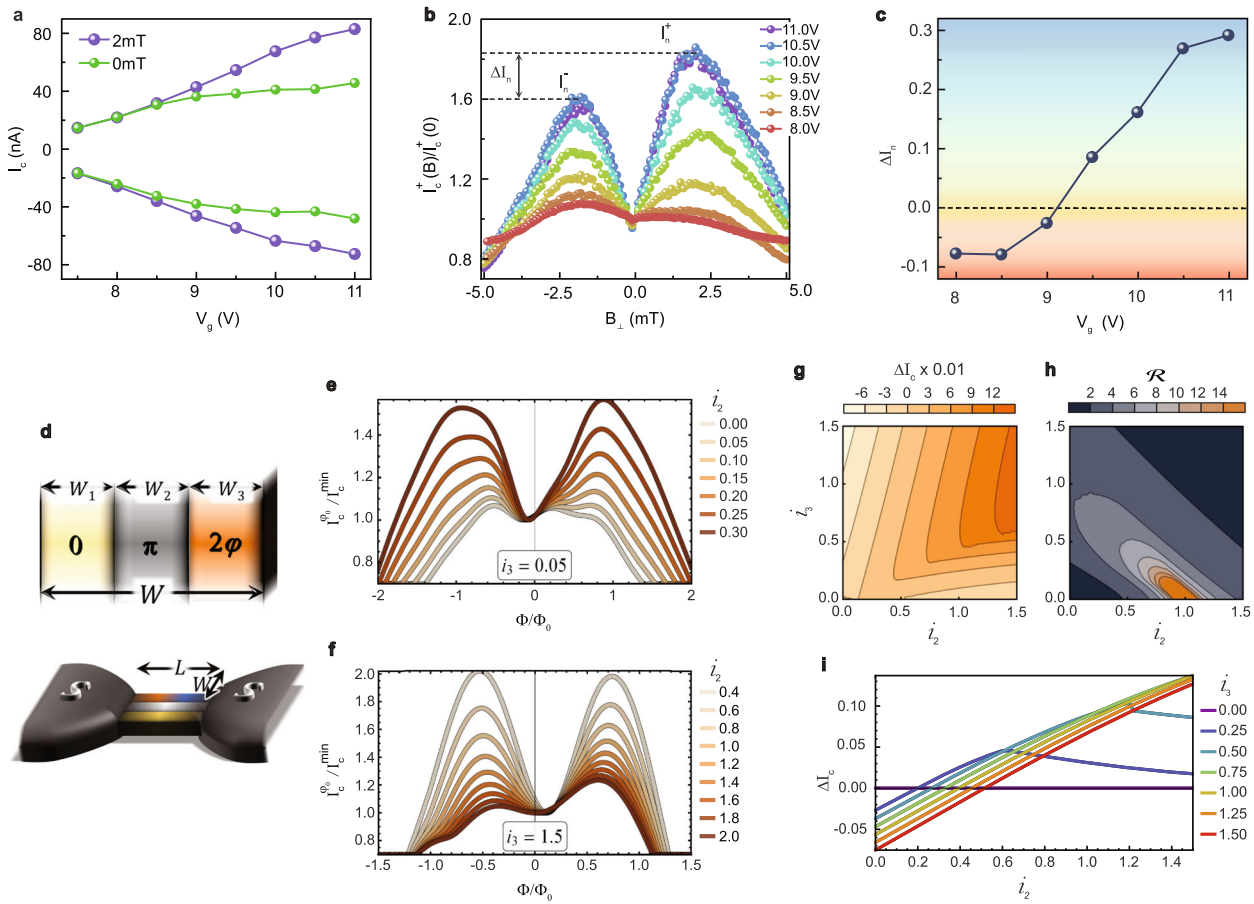 a
80
40
0
-40
-80
I_c (nA)
2mT
0mT
8
9
10
11
V_g (V)
b
2.0
1.6
1.2
0.8
I_c^+(B)/I_c^+(0)
ΔI_n
I_n^-
I_n^+
11.0V
10.5V
10.0V
9.5V
9.0V
8.5V
8.0V
-5.0
-2.5
0.0
2.5
5.0
B_⊥ (mT)
c
0.3
0.2
0.1
0.0
-0.1
ΔI_n
8
9
10
11
V_g (V)
d
W_1
W_2
W_3
0
π
2φ
W
L
W
S
S
e
1.4
1.2
1.0
0.8
I_c^{φ_0}/I_c^{min}
i_3 = 0.05
-2
-1
0
1
2
Φ/Φ_0
i_2
0.00
0.05
0.10
0.15
0.20
0.25
0.30
f
2.0
1.8
1.6
1.4
1.2
1.0
0.8
I_c^{φ_0}/I_c^{min}
i_3 = 1.5
-1.5
-1.0
-0.5
0
0.5
1.0
1.5
Φ/Φ_0
i_2
0.4
0.6
0.8
1.0
1.2
1.4
1.6
1.8
2.0
g
ΔI_c x 0.01
-6 -3 0 3 6 9 12
1.5
1.0
0.5
0
i_3
0.0
0.5
1.0
1.5
i_2
h
R
2 4 6 8 10 12 14
1.5
1.0
0.5
0
0.0
0.5
1.0
1.5
i_2
i
0.10
0.05
0.00
-0.05
ΔI_c
0.0
0.2
0.4
0.6
0.8
1.0
1.2
1.4
i_2
i_3
0.00
0.25
0.50
0.75
1.00
1.25
1.50